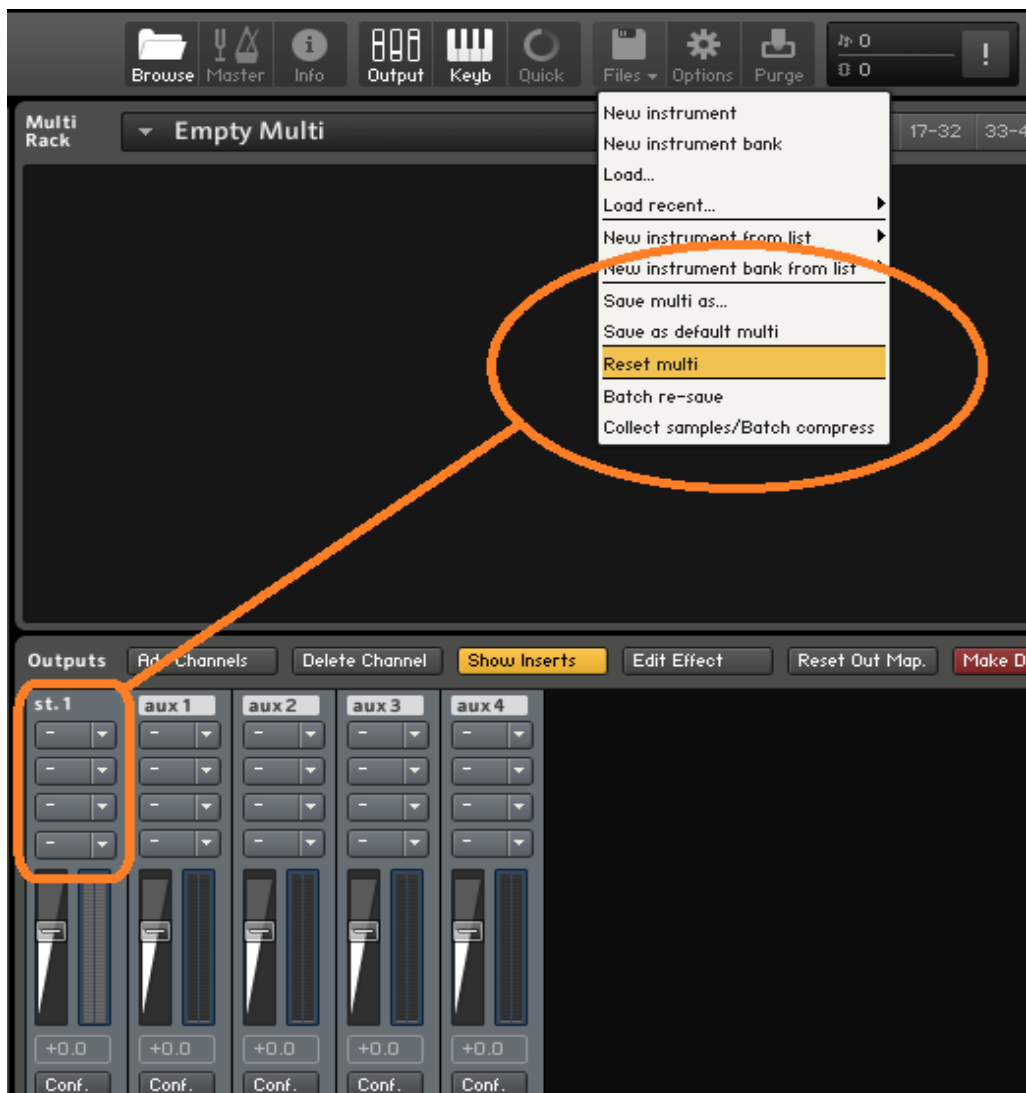 Browse Master Info Output Keyb Quick Files Options Purge
0
0
!
Multi
Rack
Empty Multi
17-32 33-4
New instrument
New instrument bank
Load...
Load recent...
New instrument from list
New instrument bank from list
Save multi as...
Save as default multi
Reset multi
Batch re-save
Collect samples/Batch compress
Outputs Add Channels Delete Channel Show Inserts Edit Effect Reset Out Map. Make D
st.1 aux 1 aux 2 aux 3 aux 4
- - - - -
- - - - -
- - - - -
- - - - -
+0.0 +0.0 +0.0 +0.0 +0.0
Conf. Conf. Conf. Conf. Conf.